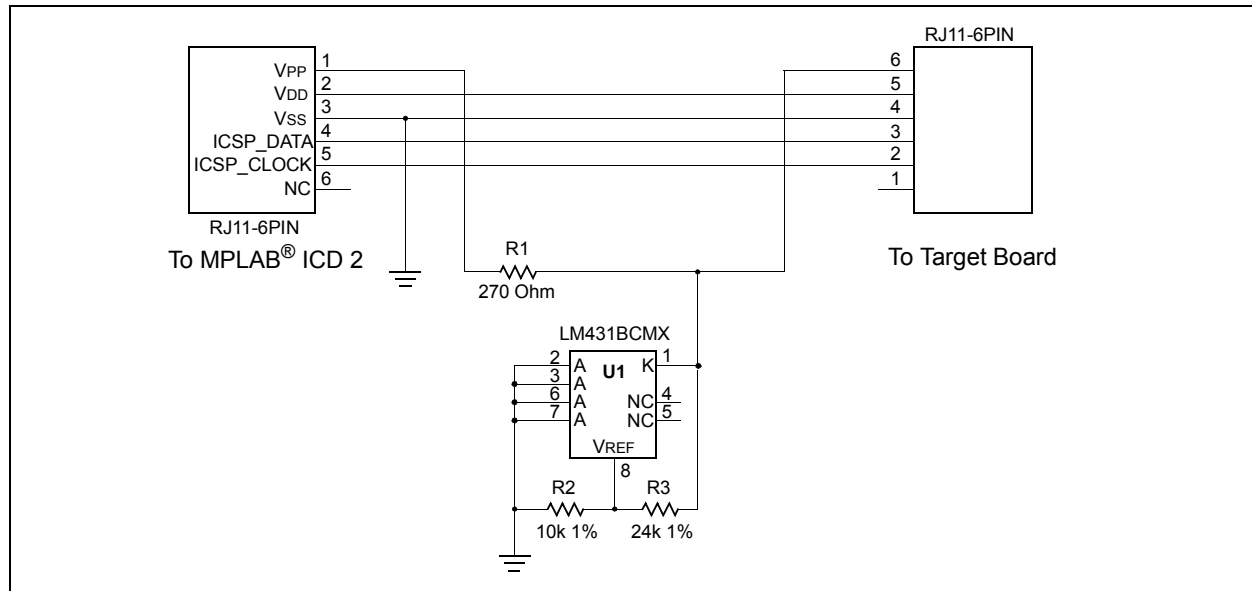 RJ11-6PIN
VPP 1
VDD 2
VSS 3
ICSP_DATA 4
ICSP_CLOCK 5
NC 6
RJ11-6PIN
To MPLAB® ICD 2
6
5
4
3
2
1
To Target Board
R1
270 Ohm
LM431BCMX
2 A
3 A
6 A
7 A
U1
K 1
NC 4
NC 5
VREF
8
R2
10k 1%
R3
24k 1%